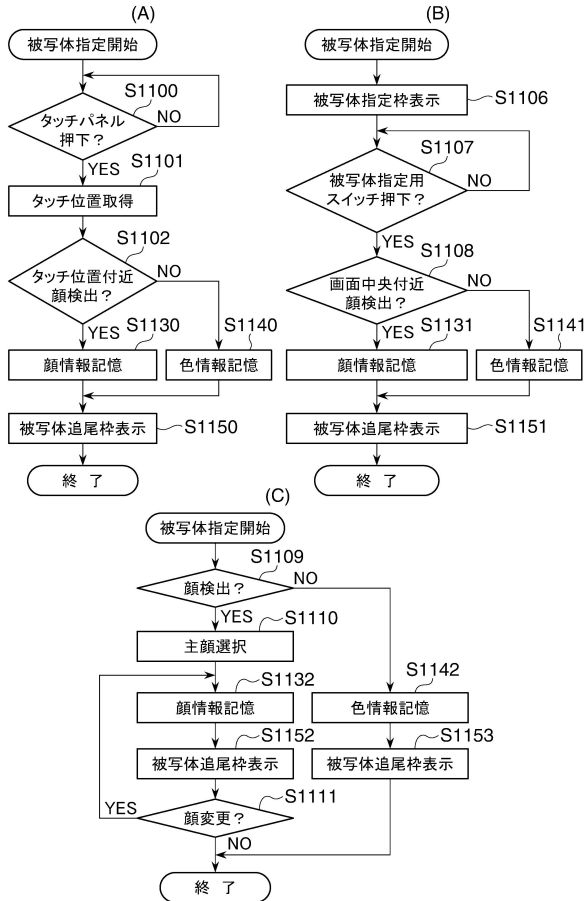 (A)
被写体指定開始
S1100
タッチパネル
押下？
NO
YES
S1101
タッチ位置取得
S1102
タッチ位置付近
顔検出？
NO
YES
S1130
顔情報記憶
S1140
色情報記憶
被写体追尾枠表示
S1150
終 了
(B)
被写体指定開始
被写体指定枠表示
S1106
S1107
被写体指定用
スイッチ押下？
NO
YES
S1108
画面中央付近
顔検出？
NO
YES
S1131
顔情報記憶
S1141
色情報記憶
被写体追尾枠表示
S1151
終 了
(C)
被写体指定開始
S1109
顔検出？
NO
YES
S1110
主顔選択
S1132
顔情報記憶
S1142
色情報記憶
S1152
被写体追尾枠表示
S1153
被写体追尾枠表示
S1111
顔変更？
YES
NO
終 了